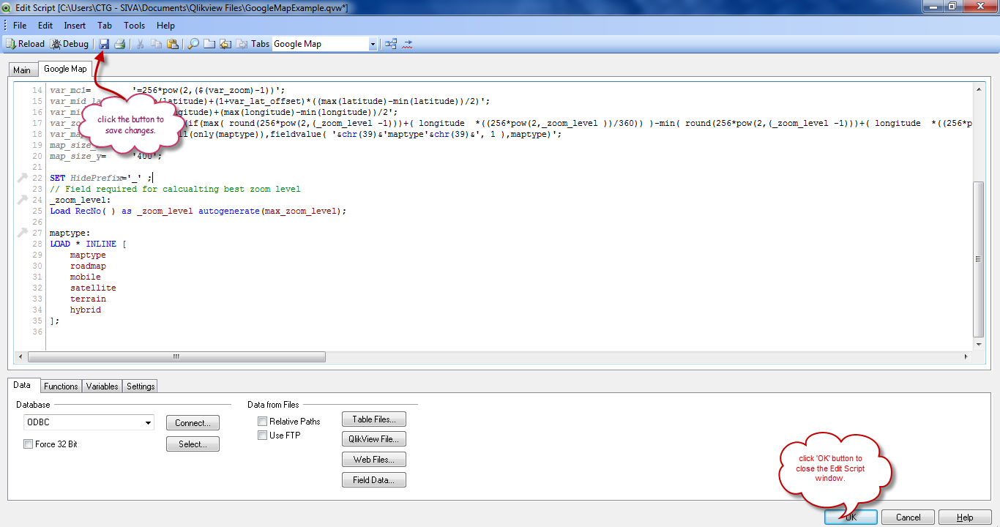 Edit Script [C:\Users\CTG - SIVA\Documents\Qlikview Files\GoogleMapExample.qvw*]
File Edit Insert Tab Tools Help
Reload Debug Tabs Google Map
Main Google Map
14 var_mc1= '=256*pow(2,($(var_zoom)-1))';
15 var_mid_la (latitude)+(1+var_lat_offset)*((max(latitude)-min(latitude))/2)';
16 var_mi gitude)+(max(longitude)-min(longitude))/2';
17 var_zo (if(max( round(256*pow(2,(_zoom_level -1)))+( longitude *((256*pow(2,_zoom_level ))/360)) )-min( round(256*pow(2,(_zoom_level -1)))+( longitude *((256*p
18 var_ma ll(only(maptype)),fieldvalue( '&chr(39)&'maptype'&chr(39)&', 1 ),maptype)';
19 map_size_
20 map_size_y= '400';
21
22 SET HidePrefix='_' ;
23 // Field required for calcualting best zoom level
24 _zoom_level:
25 Load RecNo( ) as _zoom_level autogenerate(max_zoom_level);
26
27 maptype:
28 LOAD * INLINE [
29 maptype
30 roadmap
31 mobile
32 satellite
33 terrain
34 hybrid
35 ];
36
click the button to
save changes.
Data Functions Variables Settings
Database
ODBC
Connect...
Force 32 Bit
Select...
Data from Files
Relative Paths
Use FTP
Table Files...
QlikView File...
Web Files...
Field Data...
click 'OK' button to
close the Edit Script
window.
OK Cancel Help